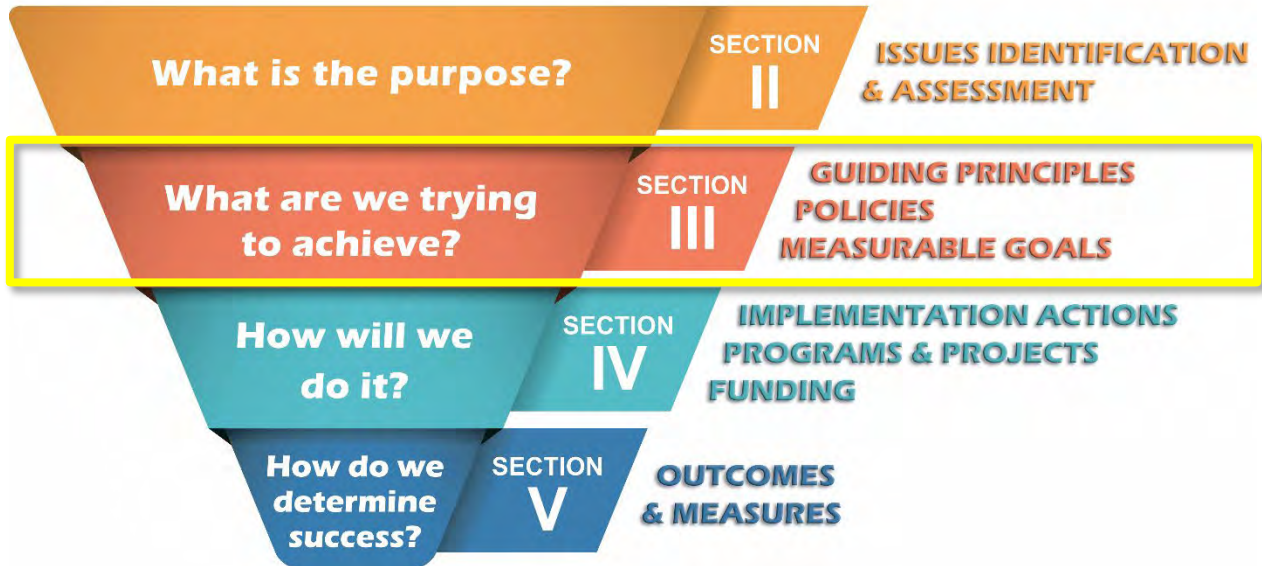 What is the purpose?
SECTION
II
ISSUES IDENTIFICATION
& ASSESSMENT
What are we trying
to achieve?
SECTION
III
GUIDING PRINCIPLES
POLICIES
MEASURABLE GOALS
How will we
do it?
SECTION
IV
IMPLEMENTATION ACTIONS
PROGRAMS & PROJECTS
FUNDING
How do we
determine
success?
SECTION
V
OUTCOMES
& MEASURES